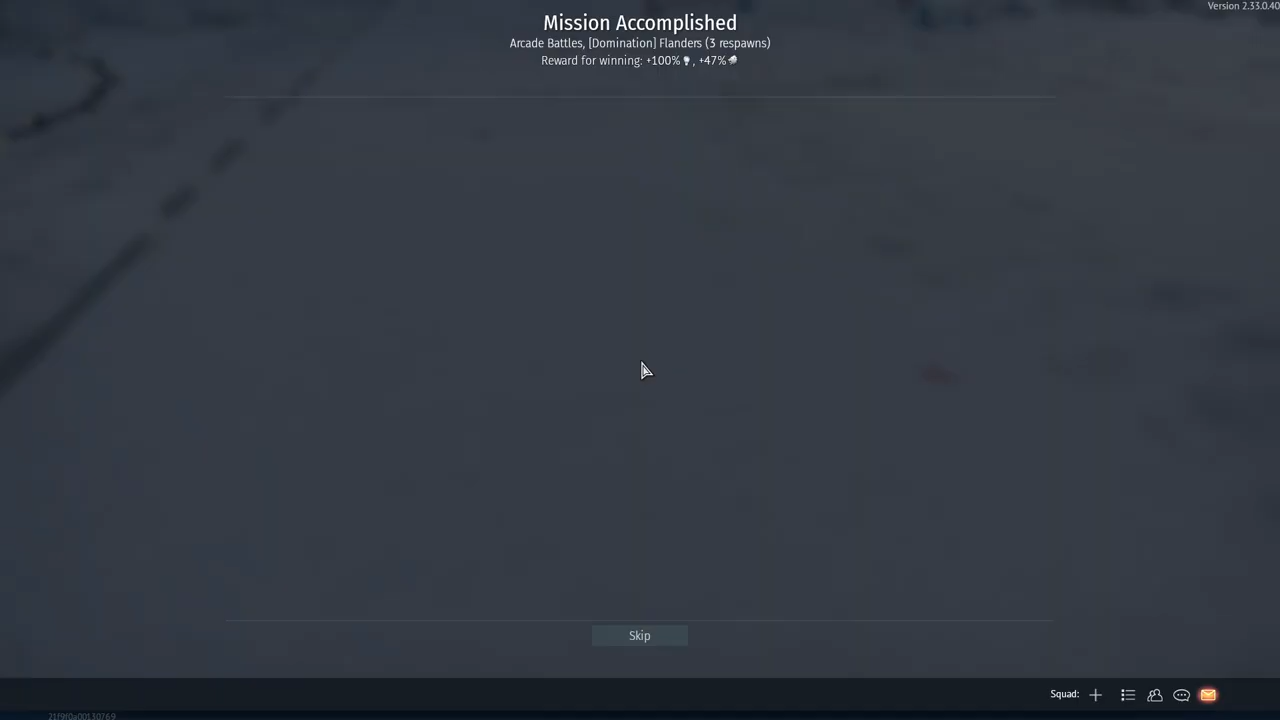 Version 2.33.0.40
Mission Accomplished
Arcade Battles, [Domination] Flanders (3 respawns)
Reward for winning: +100% , +47%
Skip
Squad:
21f9f0a00130769